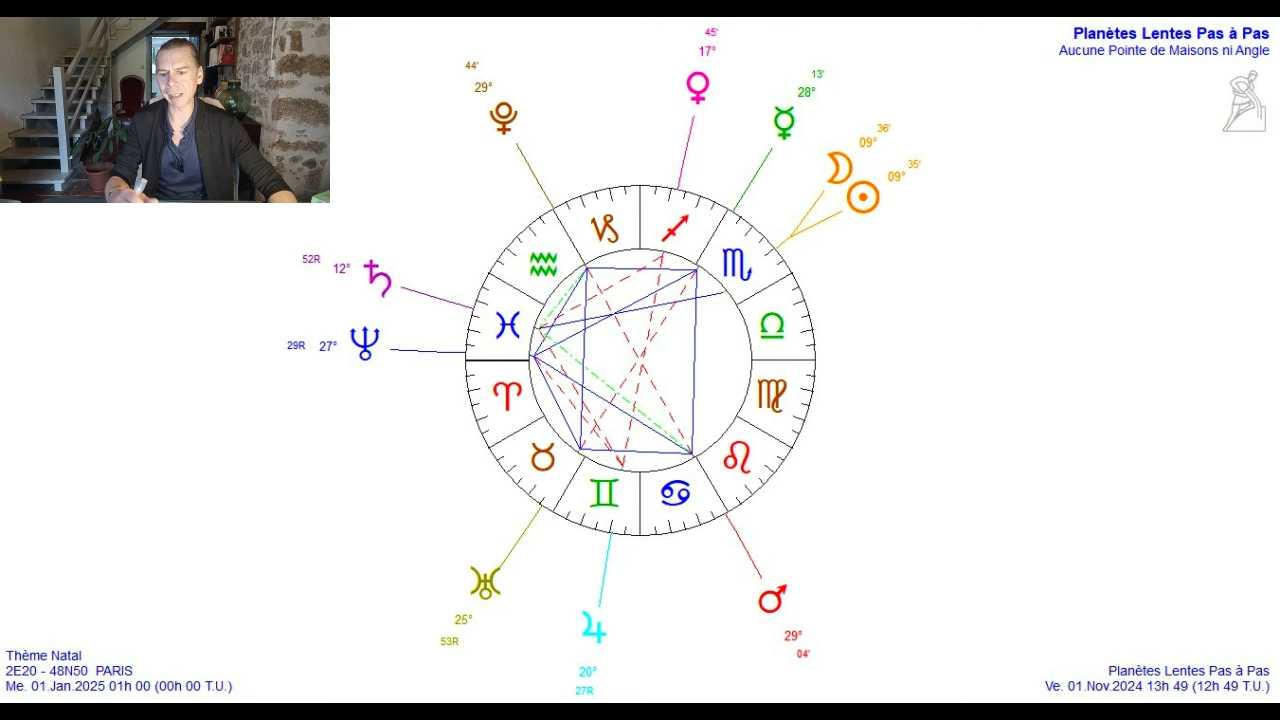 Planètes Lentes Pas à Pas
Aucune Pointe de Maisons ni Angle
45'
17°
13'
28°
44'
29°
36'
09°
35'
09°
52R
12°
29R
27°
25°
53R
20°
27R
29°
04'
Thème Natal
2E20 - 48N50 PARIS
Me. 01.Jan.2025 01h 00 (00h 00 T.U.)
Planètes Lentes Pas à Pas
Ve. 01.Nov.2024 13h 49 (12h 49 T.U.)